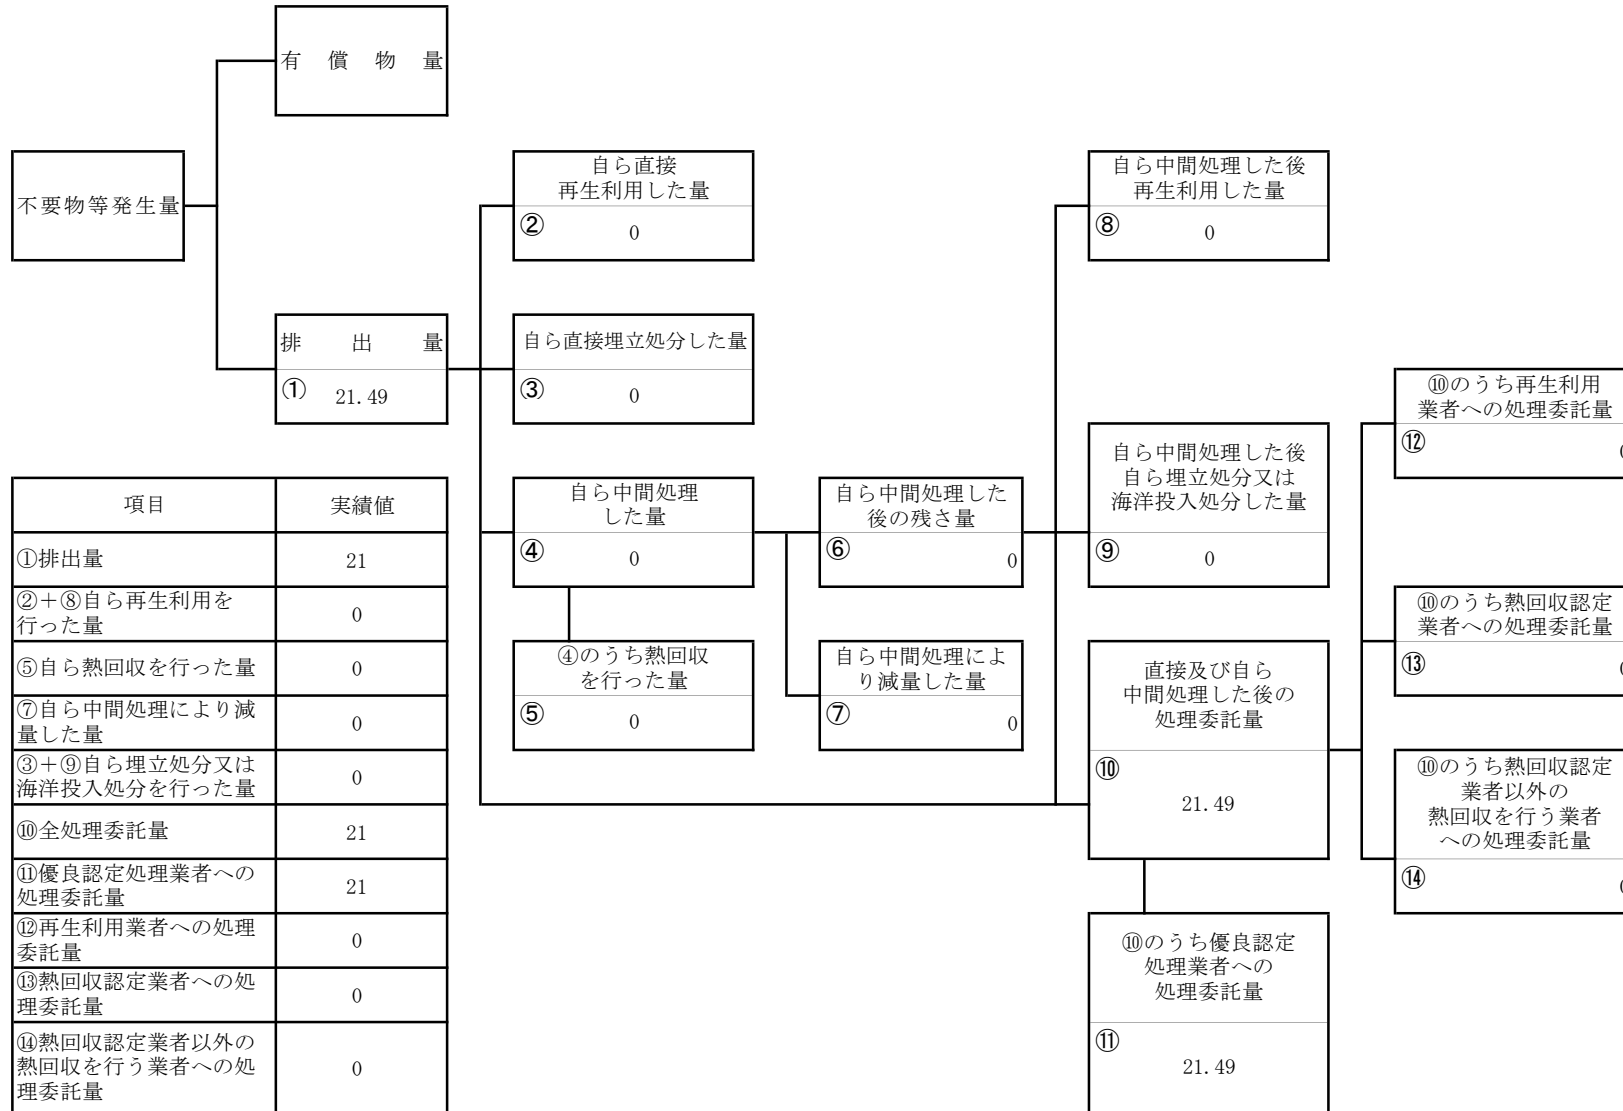 有償物量
不要物等発生量
排出量
① 21.49
自ら直接
再生利用した量
② 0
自ら直接埋立処分した量
③ 0
自ら中間処理
した量
④ 0
④のうち熱回収
を行った量
⑤ 0
自ら中間処理した
後の残さ量
⑥ 0
自ら中間処理によ
り減量した量
⑦ 0
自ら中間処理した後
再生利用した量
⑧ 0
自ら中間処理した後
自ら埋立処分又は
海洋投入処分した量
⑨ 0
直接及び自ら
中間処理した後の
処理委託量
⑩
21.49
⑩のうち優良認定
処理業者への
処理委託量
⑪
21.49
⑩のうち再生利用
業者への処理委託量
⑫ 0
⑩のうち熱回収認定
業者への処理委託量
⑬ 0
⑩のうち熱回収認定
業者以外の
熱回収を行う業者
への処理委託量
⑭ 0
項目 実績値
①排出量 21
②+⑧自ら再生利用を
行った量 0
⑤自ら熱回収を行った量 0
⑦自ら中間処理により減
量した量 0
③+⑨自ら埋立処分又は
海洋投入処分を行った量 0
⑩全処理委託量 21
⑪優良認定処理業者への
処理委託量 21
⑫再生利用業者への処理
委託量 0
⑬熱回収認定業者への処
理委託量 0
⑭熱回収認定業者以外の
熱回収を行う業者への処
理委託量 0